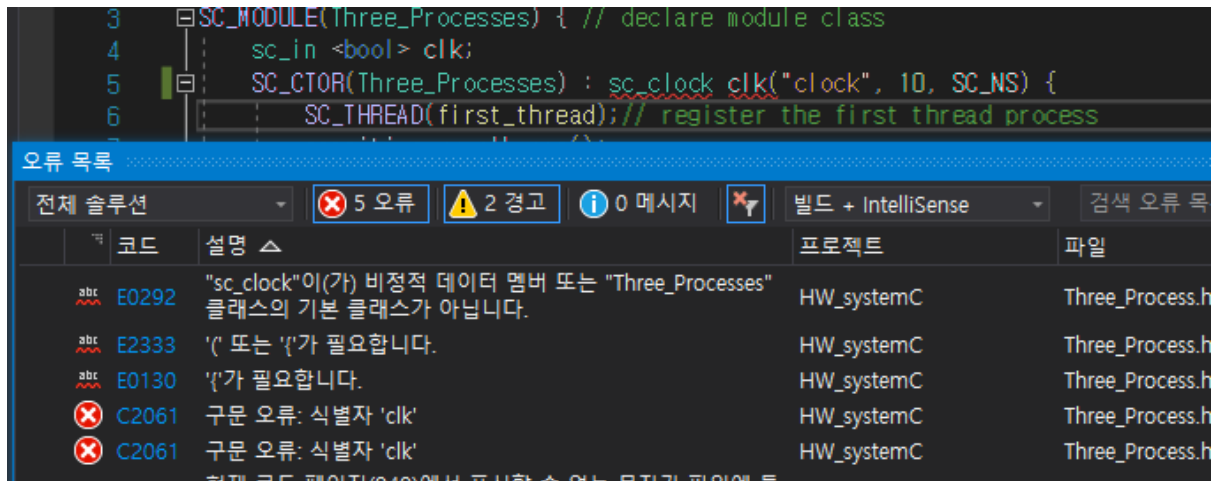 3 SC_MODULE(Three_Processes) { // declare module class
4 sc_in <bool> clk;
5 SC_CTOR(Three_Processes) : sc_clock clk("clock", 10, SC_NS) {
6 SC_THREAD(first_thread);// register the first thread process
오류 목록
전체 솔루션 5 오류 2 경고 0 메시지 빌드 + IntelliSense 검색 오류 목
코드 설명 프로젝트 파일
E0292 "sc_clock"이(가) 비정적 데이터 멤버 또는 "Three_Processes" HW_systemC Three_Process.h
클래스의 기본 클래스가 아닙니다.
E2333 '(' 또는 '{'가 필요합니다. HW_systemC Three_Process.h
E0130 '{'가 필요합니다. HW_systemC Three_Process.h
C2061 구문 오류: 식별자 'clk' HW_systemC Three_Process.h
C2061 구문 오류: 식별자 'clk' HW_systemC Three_Process.h